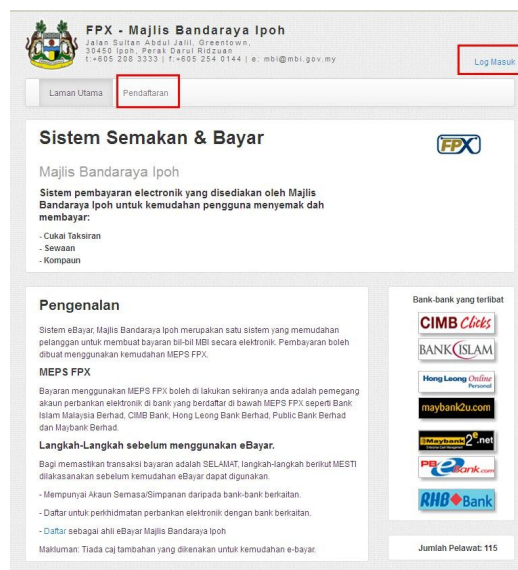 FPX - Majlis Bandaraya Ipoh
Jalan Sultan Abdul Jalil, Greentown,
30450 Ipoh, Perak Darul Ridzuan
t:+605 208 3333 | f:+605 254 0144 | e: mbi@mbi.gov.my
Log Masuk
Laman Utama
Pendaftaran
Sistem Semakan & Bayar
FPX
Majlis Bandaraya Ipoh
Sistem pembayaran electronik yang disediakan oleh Majlis
Bandaraya Ipoh untuk kemudahan pengguna menyemak dah
membayar:
- Cukai Taksiran
- Sewaan
- Kompaun
Pengenalan
Sistem eBayar, Majlis Bandaraya Ipoh merupakan satu sistem yang memudahan
pelanggan untuk membuat bayaran bil-bil MBI secara elektronik. Pembayaran boleh
dibuat menggunakan kemudahan MEPS FPX.
MEPS FPX
Bayaran menggunakan MEPS FPX boleh di lakukan sekiranya anda adalah pemegang
akaun perbankan elektronik di bank yang berdaftar di bawah MEPS FPX seperti Bank
Islam Malaysia Berhad, CIMB Bank, Hong Leong Bank Berhad, Public Bank Berhad
dan Maybank Berhad.
Langkah-Langkah sebelum menggunakan eBayar.
Bagi memastikan transaksi bayaran adalah SELAMAT, langkah-langkah berikut MESTI
dilakasanakan sebelum kemudahan eBayar dapat digunakan.
- Mempunyai Akaun Semasa/Simpanan daripada bank-bank berkaitan.
- Daftar untuk perkhidmatan perbankan elektronik dengan bank berkaitan.
- Daftar sebagai ahli eBayar Majlis Bandaraya Ipoh
Makluman: Tiada caj tambahan yang dikenakan untuk kemudahan e-bayar.
Bank-bank yang terlibat
CIMB Clicks
BANK ISLAM
Hong Leong Online
Personal
maybank2u.com
Maybank2e.net
PBebank.com
RHB Bank
Jumlah Pelawat: 115